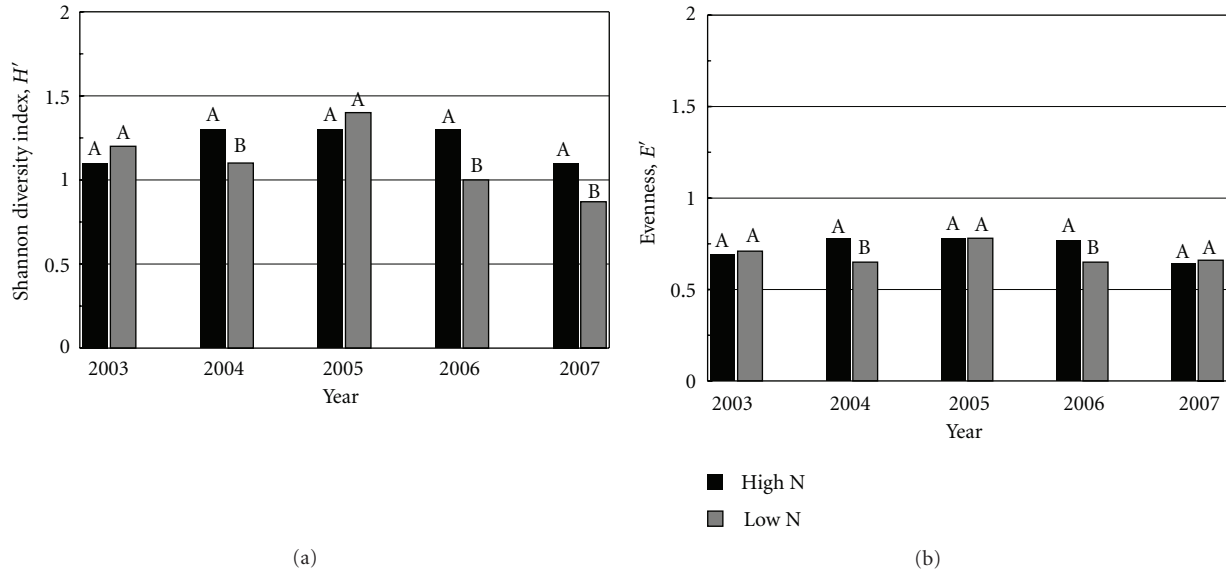 Shannon diversity index, H′
2
1.5
1
0.5
0
A A
A B
A A
A B
A B
2003 2004 2005 2006 2007
Year
(a)
Evenness, E′
2
1.5
1
0.5
0
A A
A B
A A
A B
A A
2003 2004 2005 2006 2007
Year
High N
Low N
(b)